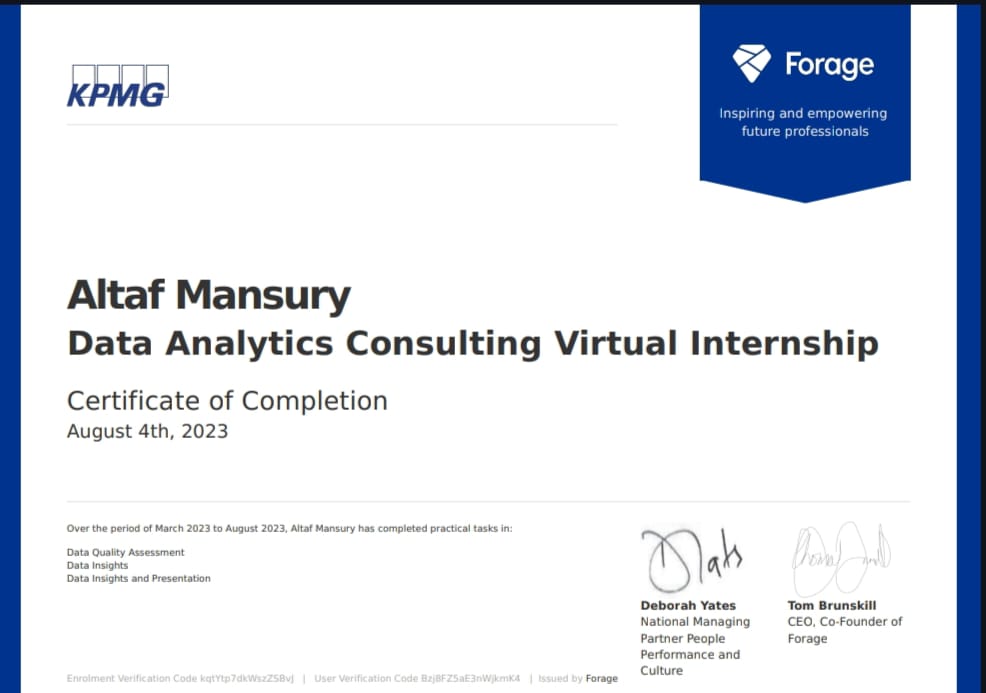 KPMG
Forage
Inspiring and empowering
future professionals
Altaf Mansury
Data Analytics Consulting Virtual Internship
Certificate of Completion
August 4th, 2023
Over the period of March 2023 to August 2023, Altaf Mansury has completed practical tasks in:
Data Quality Assessment
Data Insights
Data Insights and Presentation
Deborah Yates
National Managing
Partner People
Performance and
Culture
Tom Brunskill
CEO, Co-Founder of
Forage
Enrolment Verification Code kqtYtp7dkWszZSBvJ | User Verification Code Bzj8FZ5aE3nWjkmK4 | Issued by Forage